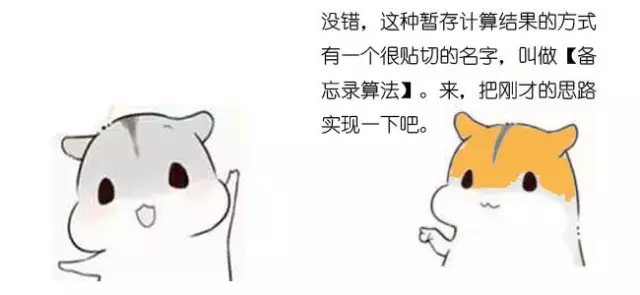 没错，这种暂存计算结果的方式
有一个很贴切的名字，叫做【备
忘录算法】。来，把刚才的思路
实现一下吧。